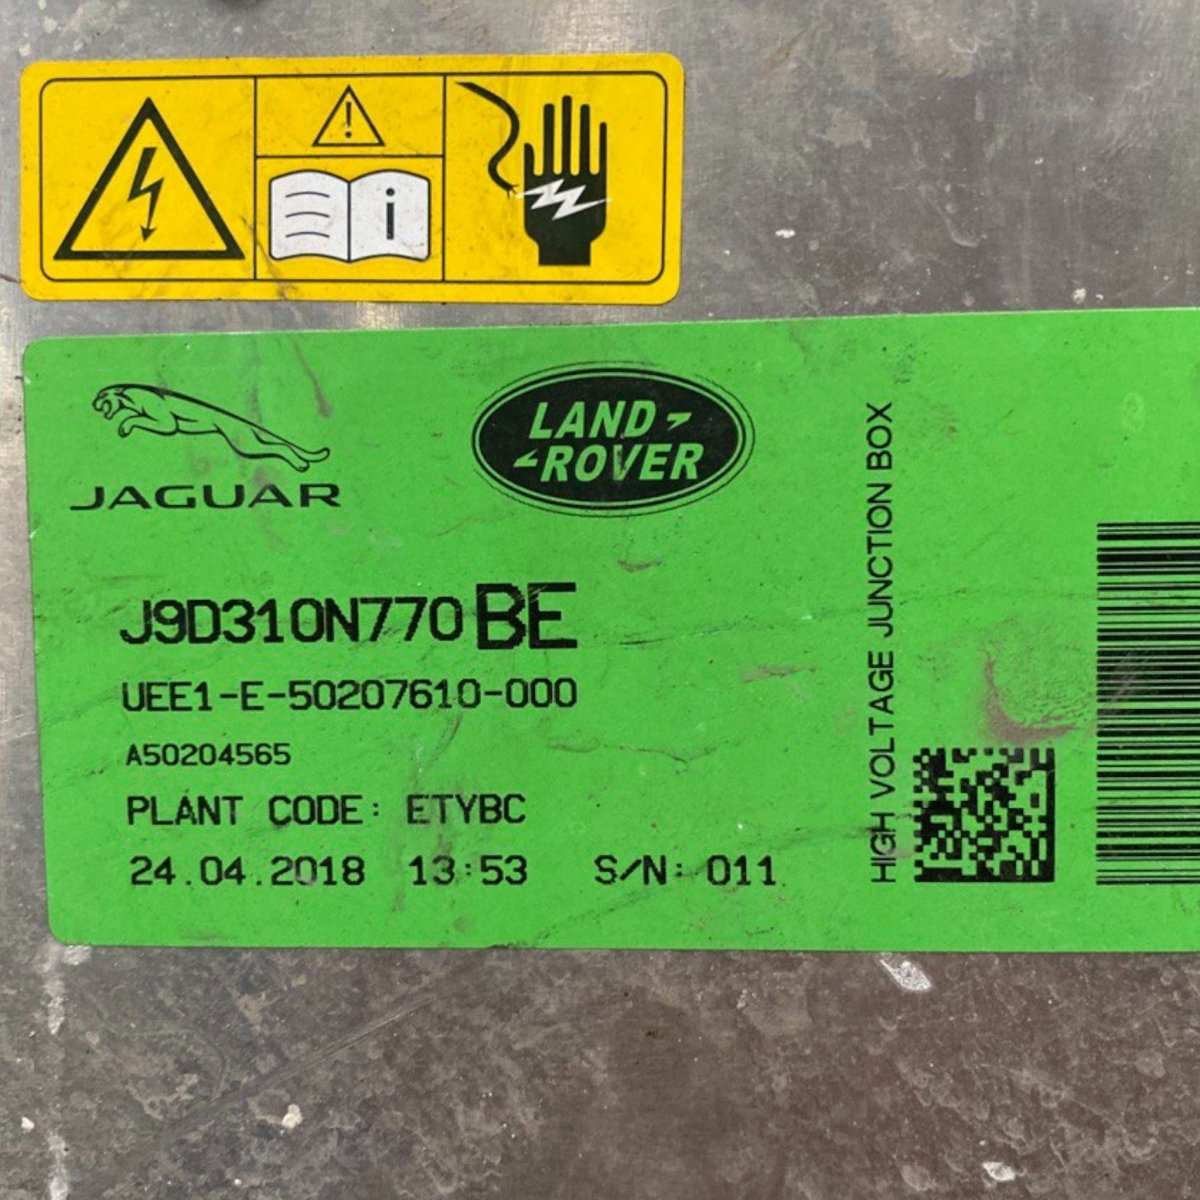 JAGUAR
LAND
ROVER
J9D310N770 BE
UEE1-E-50207610-000
A50204565
PLANT CODE: ETYBC
24.04.2018 13:53 S/N: 011
HIGH VOLTAGE JUNCTION BOX